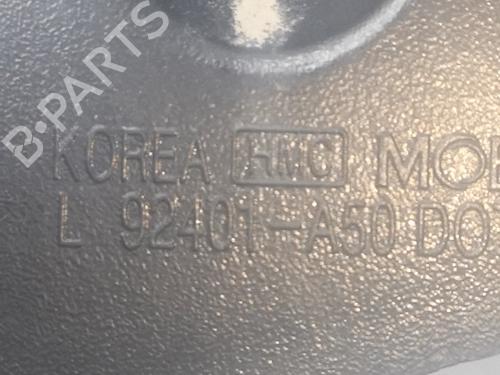 B-PARTS
KOREA HMC MOB
L 92401-A50 DO